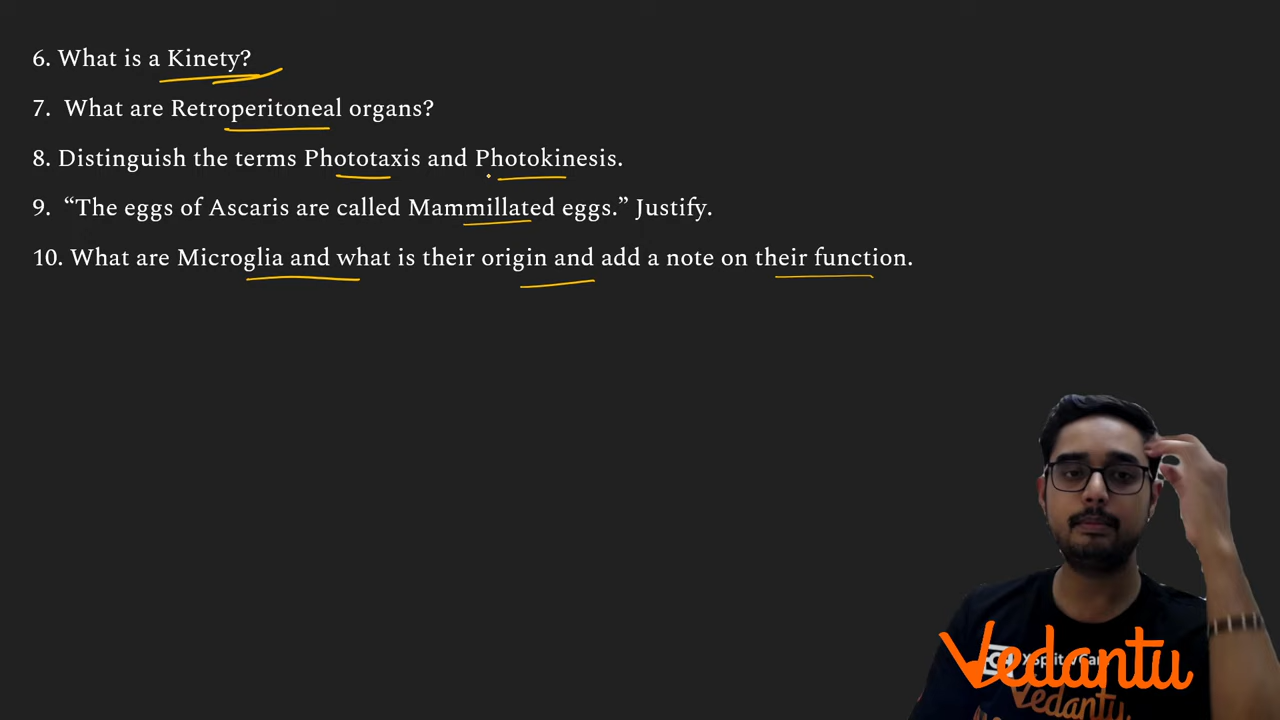 6. What is a Kinety?
7. What are Retroperitoneal organs?
8. Distinguish the terms Phototaxis and Photokinesis.
9. “The eggs of Ascaris are called Mammillated eggs.” Justify.
10. What are Microglia and what is their origin and add a note on their function.
Vedantu
Vedantu